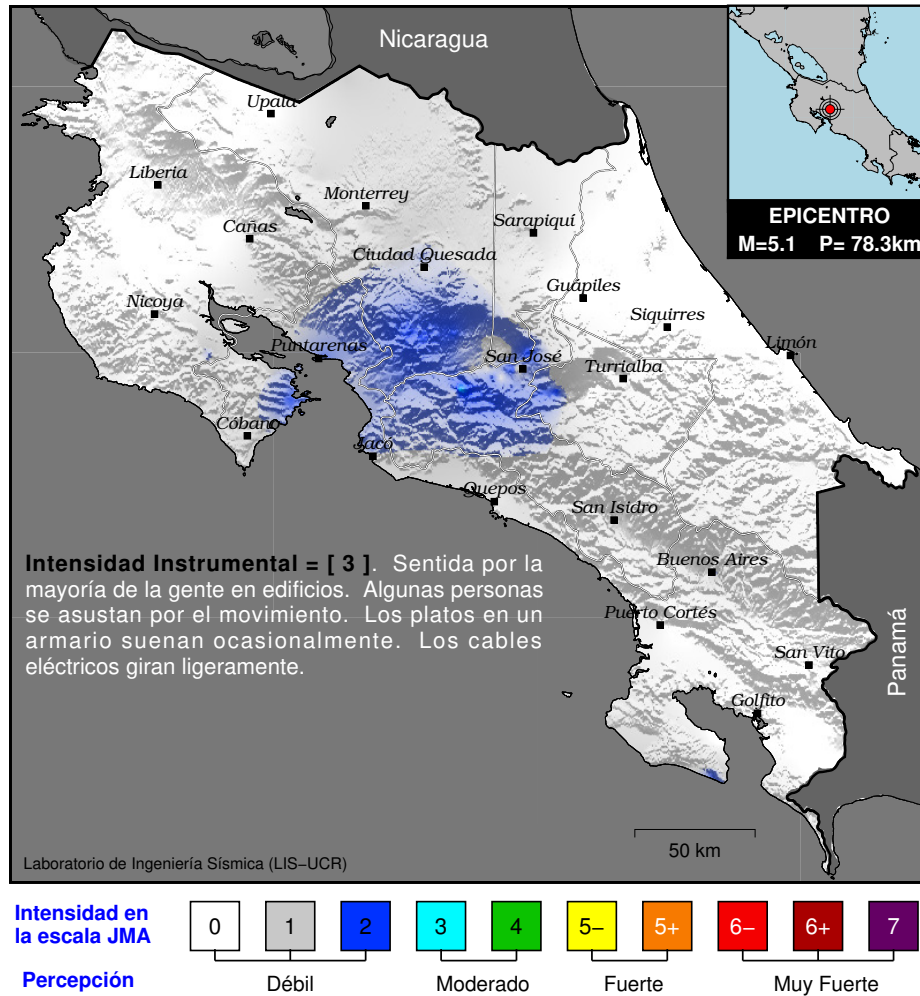 Nicaragua
EPICENTRO
M=5.1 P= 78.3km
Upala
Liberia
Monterrey
Cañas
Sarapiquí
Ciudad Quesada
Guápiles
Nicoya
Siquirres
Puntarenas
San José
Limón
Turrialba
Cóbano
Jacó
Quepos
San Isidro
Buenos Aires
Puerto Cortés
San Vito
Golfito
Panamá
Intensidad Instrumental = [ 3 ]. Sentida por la
mayoría de la gente en edificios. Algunas personas
se asustan por el movimiento. Los platos en un
armario suenan ocasionalmente. Los cables
eléctricos giran ligeramente.
50 km
Laboratorio de Ingeniería Sísmica (LIS−UCR)
Intensidad en
la escala JMA
0 1 2 3 4 5− 5+ 6− 6+ 7
Percepción
Débil Moderado Fuerte Muy Fuerte